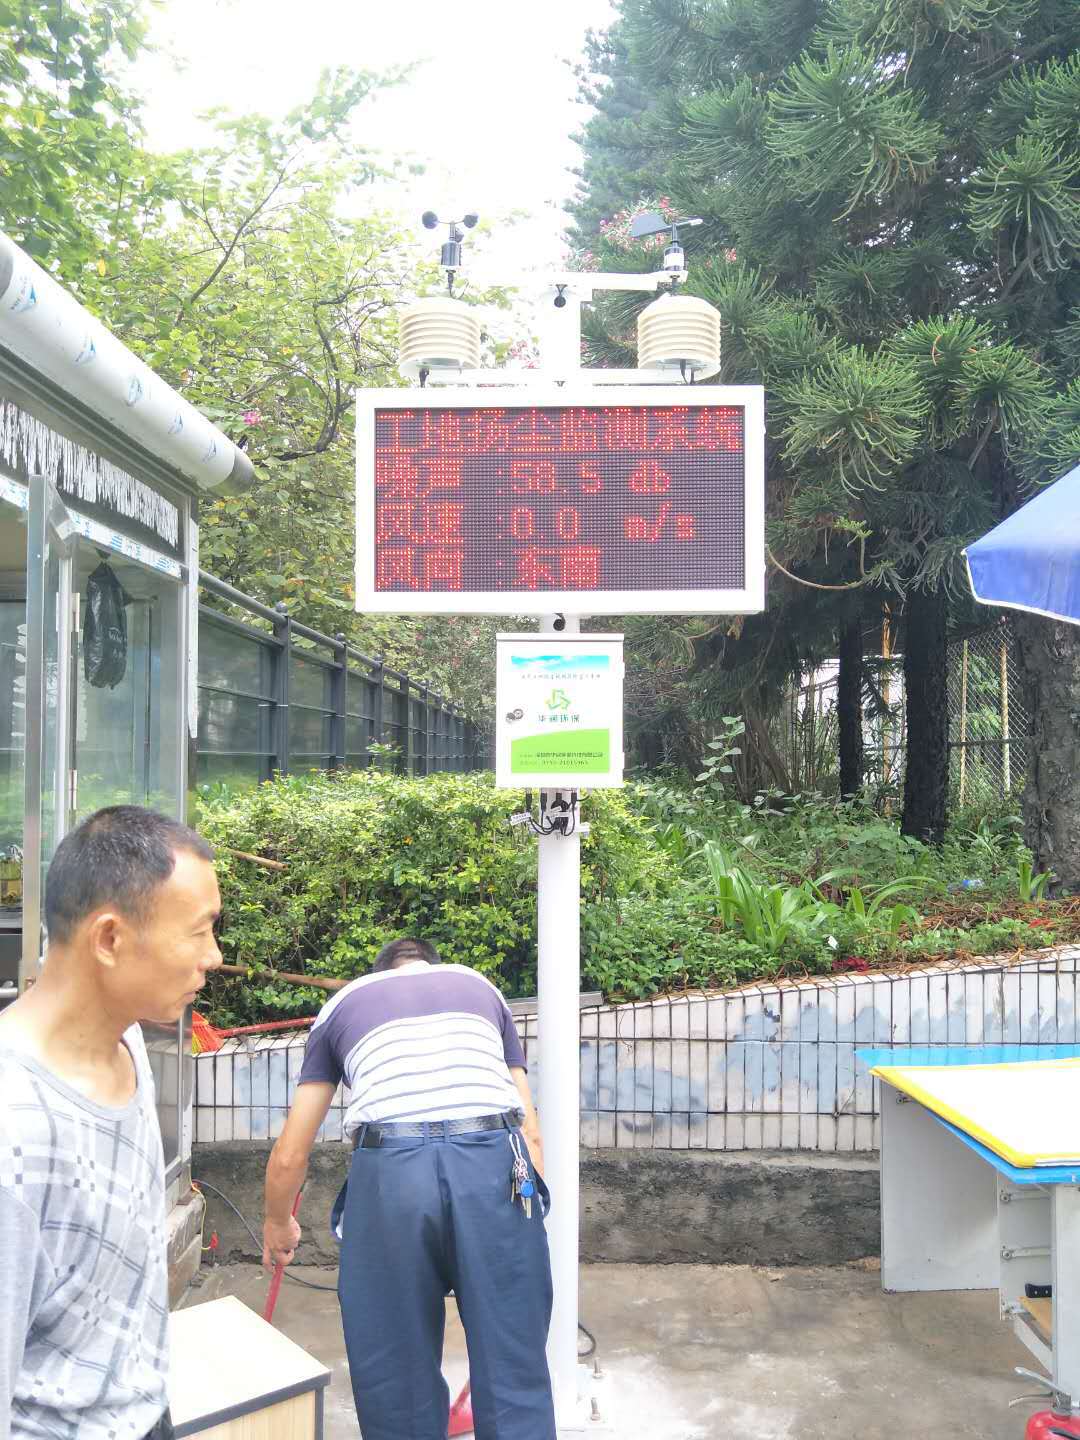 工地扬尘监测系统
噪声 :58.5 db
风速 :0.0 m/s
风向 :东南
华润环保